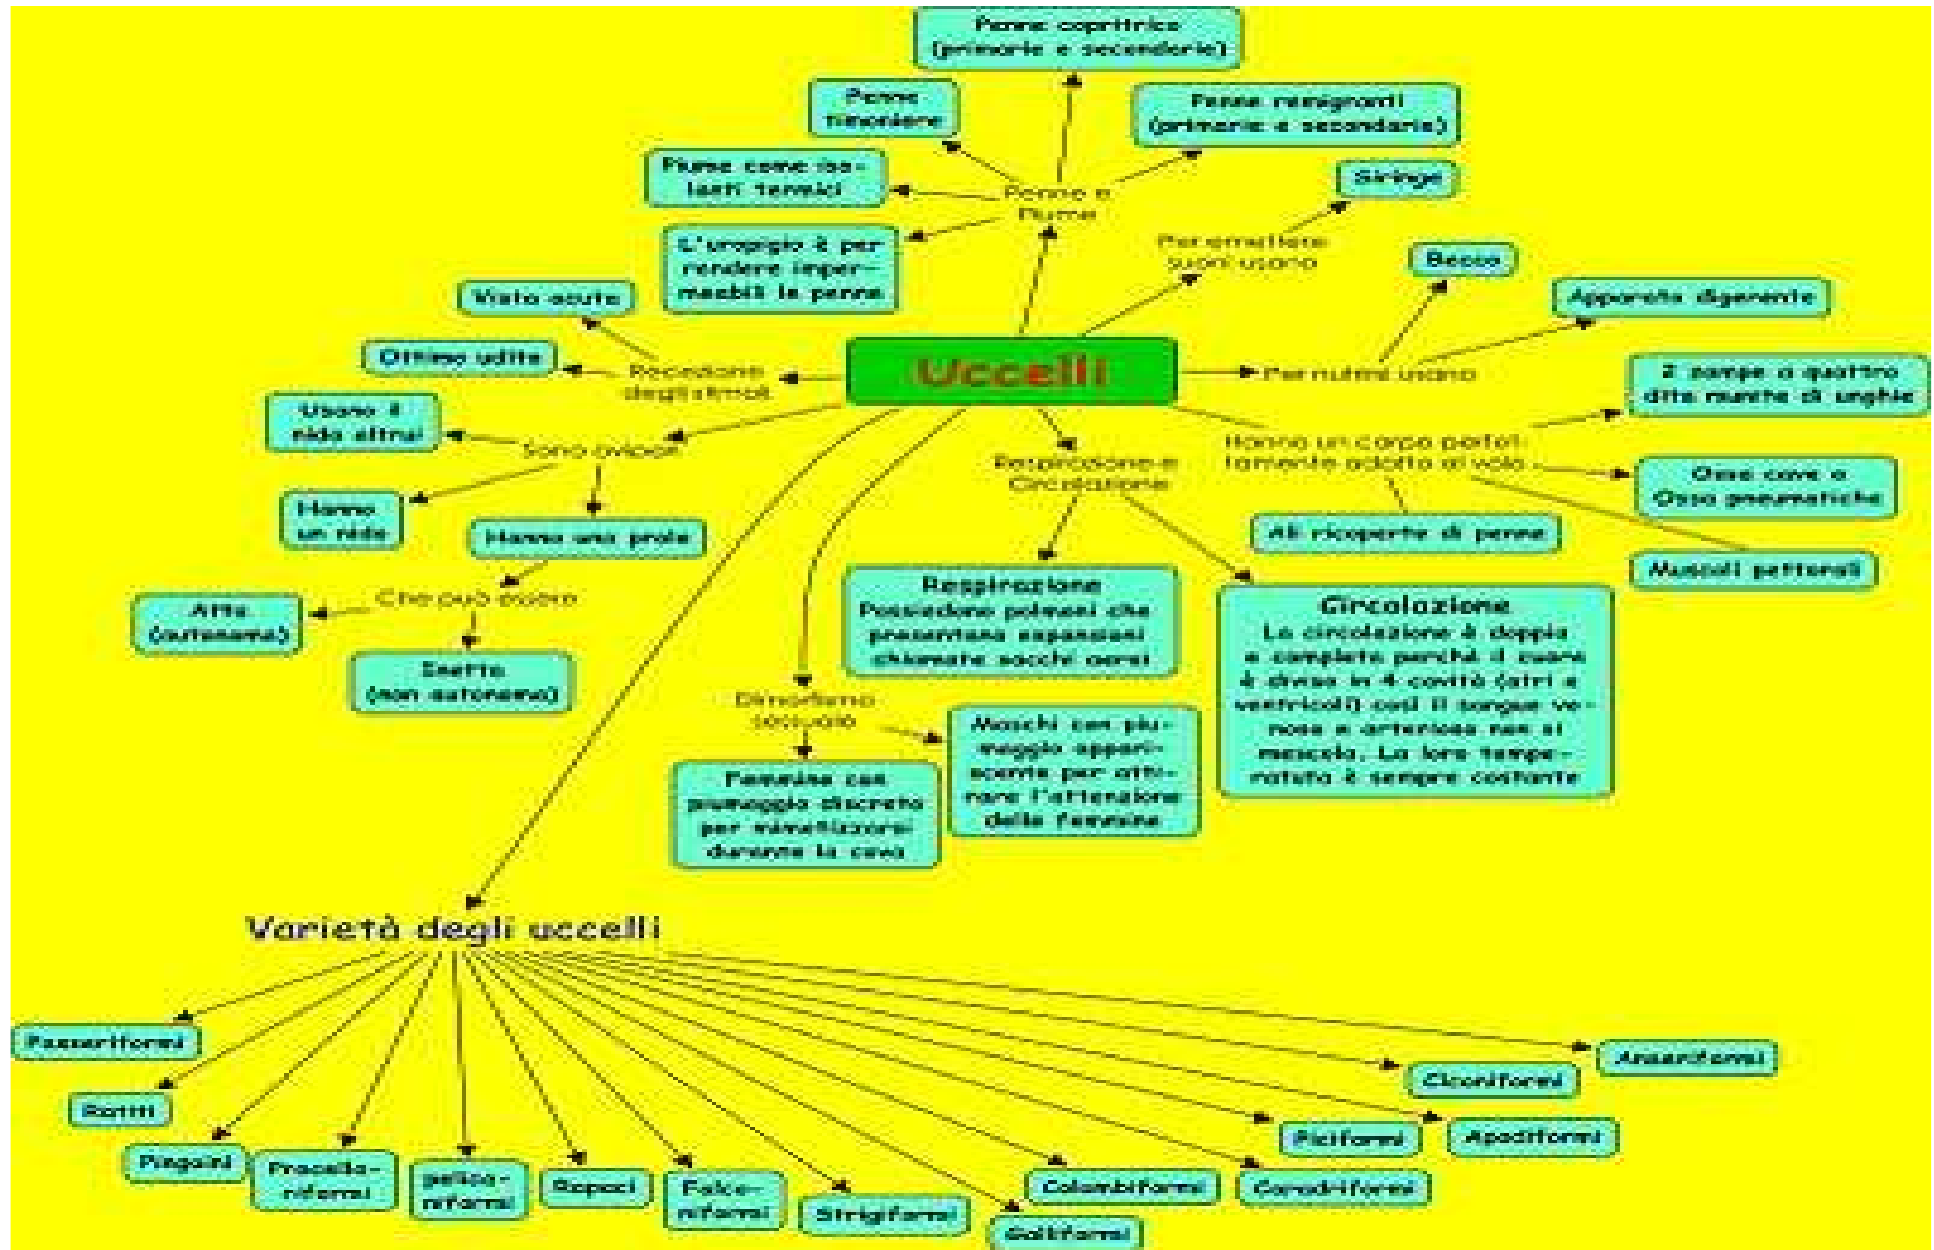 Penne copritrice
(primarie e secondarie)
Penne
timoniere
Penne remiganti
(primarie e secondarie)
Piume come iso-
lanti termici
Penne e
Piume
Siringe
L'uropigio è per
rendere imper-
meabili le penne
Per emettere
suoni usano
Becco
Vista acuta
Apparato digerente
Ottimo udito
Recezione
degli stimoli
Uccelli
Per nutrirsi usano
2 zampe a quattro
dita munite di unghie
Usano il
nido altrui
Sono ovipari
Respirazione e
Circolazione
Hanno un corpo perfet-
tamente adatto al volo
Ossa cave o
Ossa pneumatiche
Hanno
un nido
Hanno una prole
Ali ricoperte di penne
Muscoli pettorali
Che può essere
Atta
(autonoma)
Inetta
(non autonoma)
Respirazione
Possiedono polmoni che
presentano espansioni
chiamate sacchi aerei
Circolazione
La circolazione è doppia
e completa perché il cuore
è diviso in 4 cavità (atri e
ventricoli) così il sangue ve-
noso e arterioso non si
mescola. La loro tempe-
ratuta è sempre costante
Dimorfismo
sessuale
Maschi con piu-
maggio appari-
scente per atti-
rare l'attenzione
delle femmine
Femmine con
piumaggio discreto
per mimetizzarsi
durante la cova
Varietà degli uccelli
Passeriformi
Ratiti
Pinguini
Procella-
riformi
pelica-
niformi
Rapaci
Falco-
niformi
Strigiformi
Galliformi
Colombiformi
Caradriformi
Piciformi
Apodiformi
Ciconiformi
Anseriformi